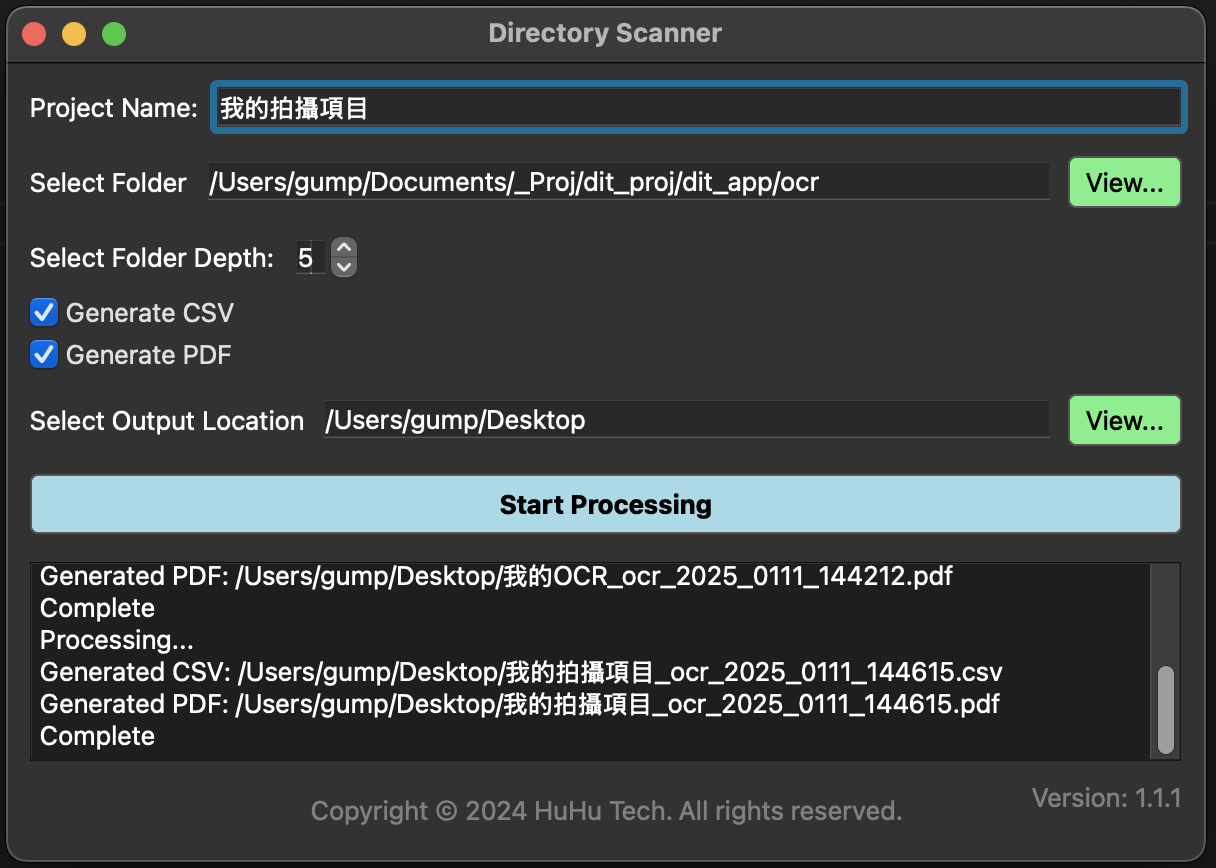 Directory Scanner
Project Name: 我的拍攝項目
Select Folder /Users/gump/Documents/_Proj/dit_proj/dit_app/ocr View...
Select Folder Depth: 5
Generate CSV
Generate PDF
Select Output Location /Users/gump/Desktop View...
Start Processing
Generated PDF: /Users/gump/Desktop/我的OCR_ocr_2025_0111_144212.pdf
Complete
Processing...
Generated CSV: /Users/gump/Desktop/我的拍攝項目_ocr_2025_0111_144615.csv
Generated PDF: /Users/gump/Desktop/我的拍攝項目_ocr_2025_0111_144615.pdf
Complete
Version: 1.1.1
Copyright © 2024 HuHu Tech. All rights reserved.